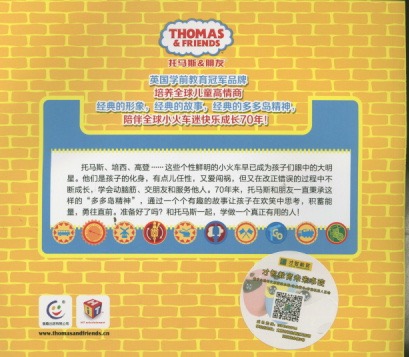 THOMAS
& FRIENDS
托马斯&朋友
英国学前教育冠军品牌
培养全球儿童高情商
经典的形象，经典的故事，经典的多多岛精神，
陪伴全球小火车迷快乐成长70年！
托马斯、培西、高登······这些个性鲜明的小火车早已成为孩子们眼中的大明
星。他们是孩子的化身，有点儿任性，又爱闯祸，但又在改正错误的过程中不
断成长，学会动脑筋、交朋友和服务他人。70年来，托马斯和朋友一直秉承这
样的“多多岛精神”，通过一个个有趣的故事让孩子在欢笑中思考，积蓄能
量，勇往直前。准备好了吗？和托马斯一起，学做一个真正有用的人！
www.thomasandfriends.cn